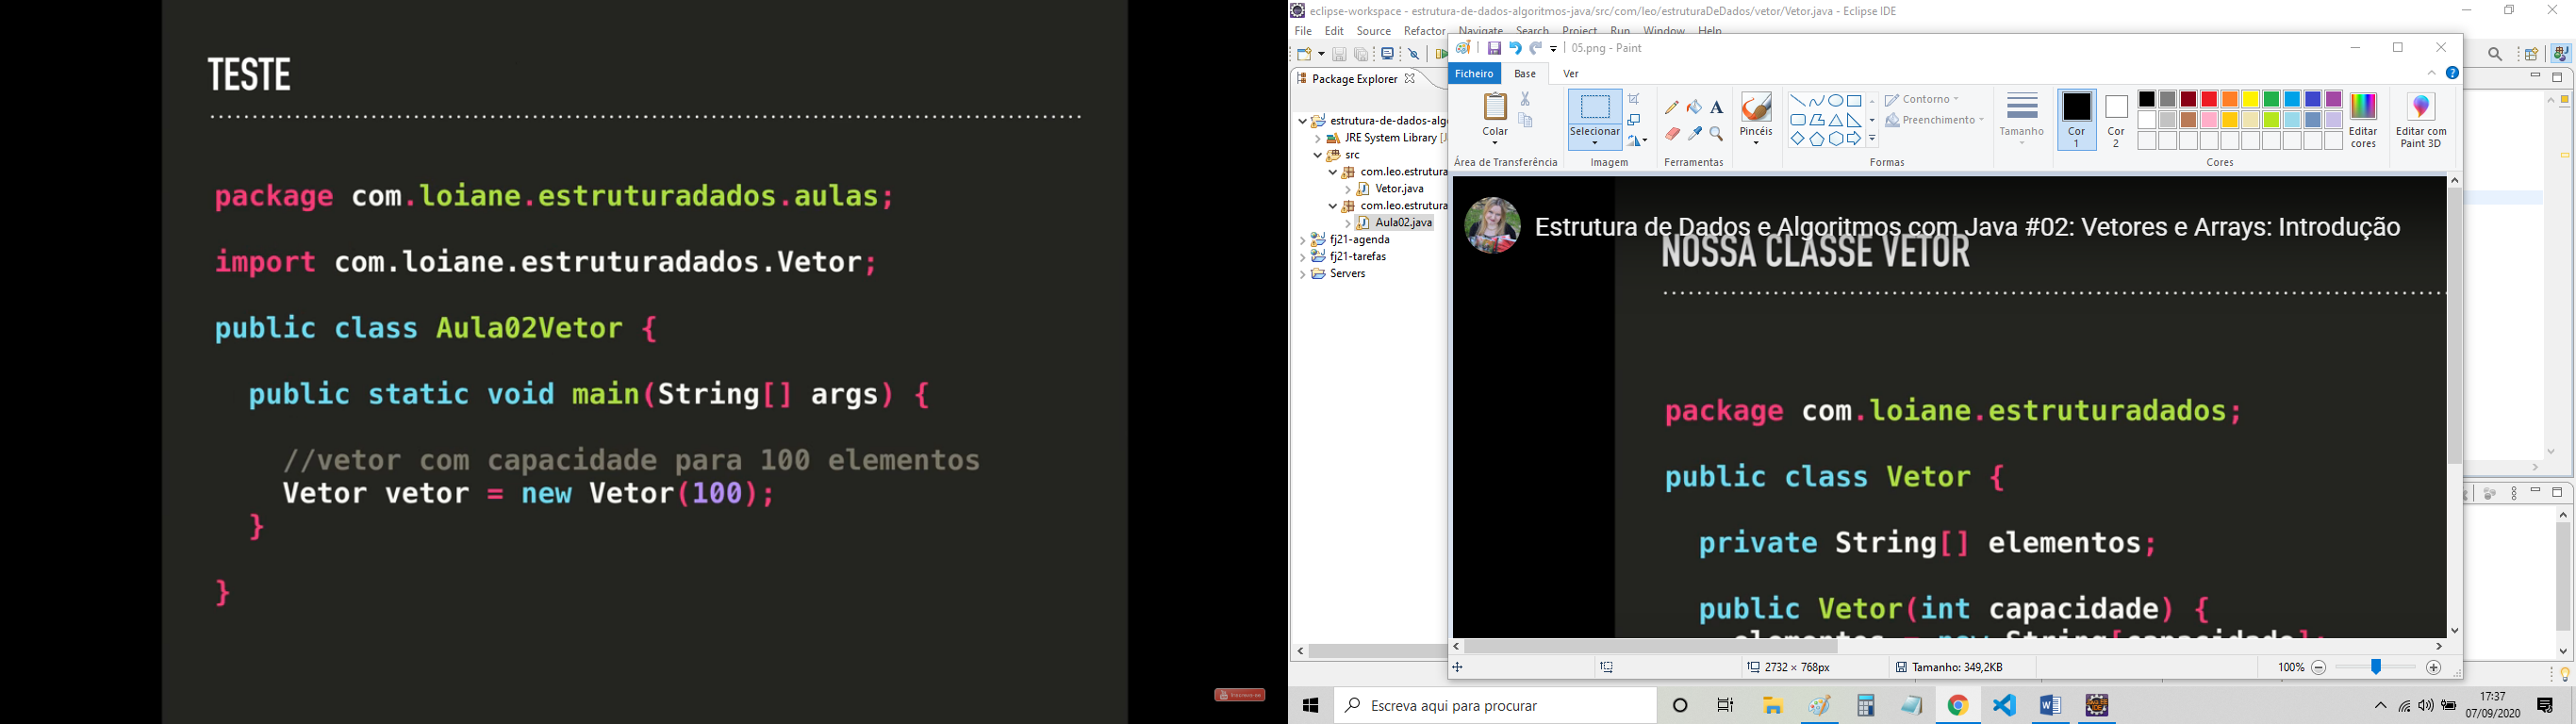 TESTE
package com.loiane.estruturadados.aulas;
import com.loiane.estruturadados.Vetor;
public class Aula02Vetor {
public static void main(String[] args) {
//vetor com capacidade para 100 elementos
Vetor vetor = new Vetor(100);
}
}
eclipse-workspace - estrutura-de-dados-algoritmos-java/src/com/leo/estruturaDeDados/vetor/Vetor.java - Eclipse IDE
File Edit Source Refactor Navigate Search Project Run Window Help
Package Explorer
estrutura-de-dados-algo
JRE System Library [J
src
com.leo.estrutura
Vetor.java
com.leo.estrutura
Aula02.java
fj21-agenda
fj21-tarefas
Servers
05.png - Paint
Ficheiro Base Ver
Colar
Área de Transferência
Selecionar
Imagem
A
Ferramentas
Pincéis
Contorno
Preenchimento
Formas
Tamanho
Cor 1
Cor 2
Editar cores
Cores
Editar com Paint 3D
Estrutura de Dados e Algoritmos com Java #02: Vetores e Arrays: Introdução
NOSSA CLASSE VETOR
package com.loiane.estruturadados;
public class Vetor {
private String[] elementos;
public Vetor(int capacidade) {
elementos = new String[capacidade];
2732 × 768px
Tamanho: 349,2KB
100%
Escreva aqui para procurar
17:37
07/09/2020